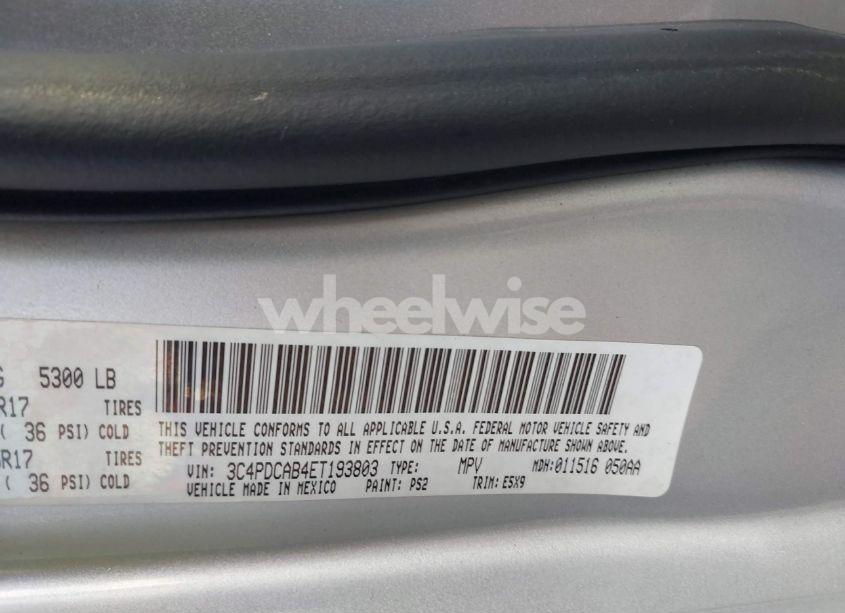 wheelwise
5300 LB
R17 TIRES
( 36 PSI) COLD
R17 TIRES
( 36 PSI) COLD
THIS VEHICLE CONFORMS TO ALL APPLICABLE U.S.A. FEDERAL MOTOR VEHICLE SAFETY AND
THEFT PREVENTION STANDARDS IN EFFECT ON THE DATE OF MANUFACTURE SHOWN ABOVE.
VIN: 3C4PDCAB4ET193803 TYPE: MPV MDH:011516 050AA
VEHICLE MADE IN MEXICO PAINT: PS2 TRIM: E5X9